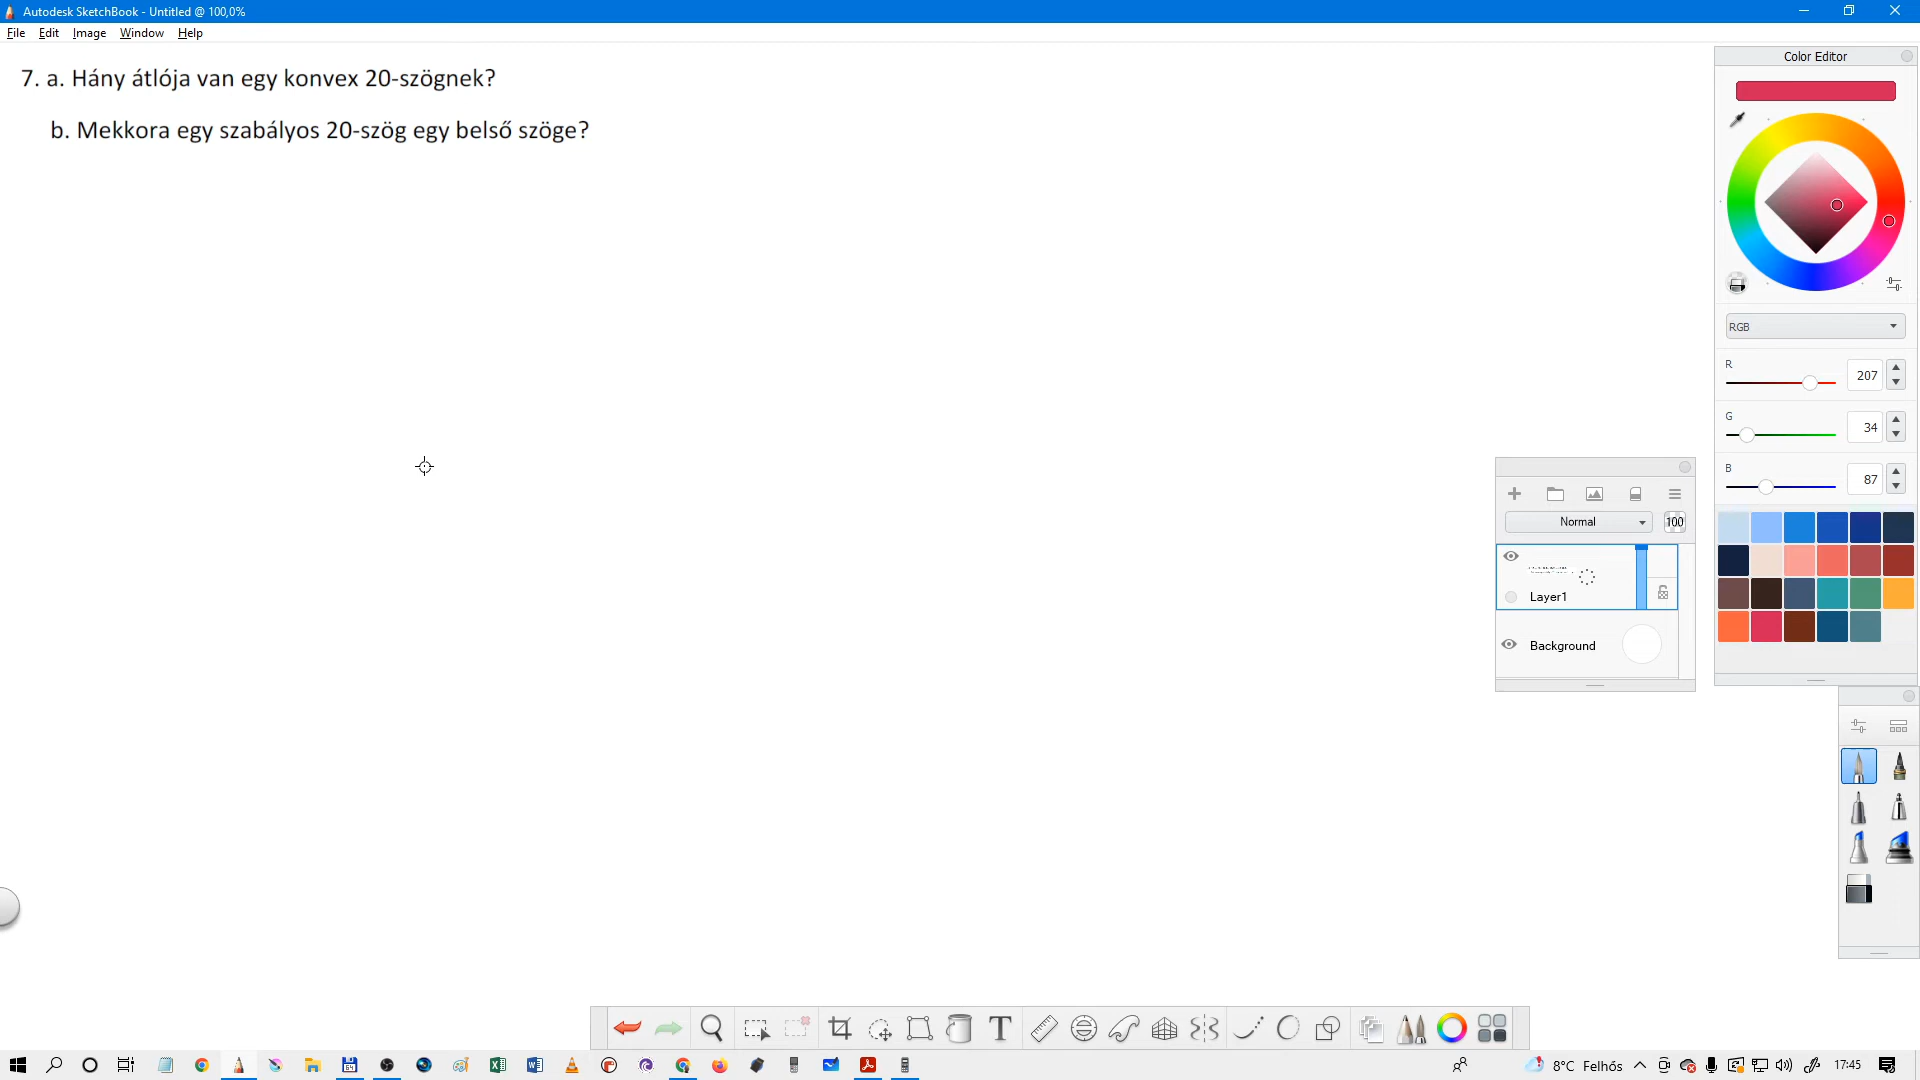 Autodesk SketchBook - Untitled @ 100,0%
File Edit Image Window Help
7. a. Hány átlója van egy konvex 20-szögnek?
b. Mekkora egy szabályos 20-szög egy belső szöge?
Color Editor
RGB
R
207
G
34
B
87
Normal
100
Layer1
Background
8°C Felhős
17:45